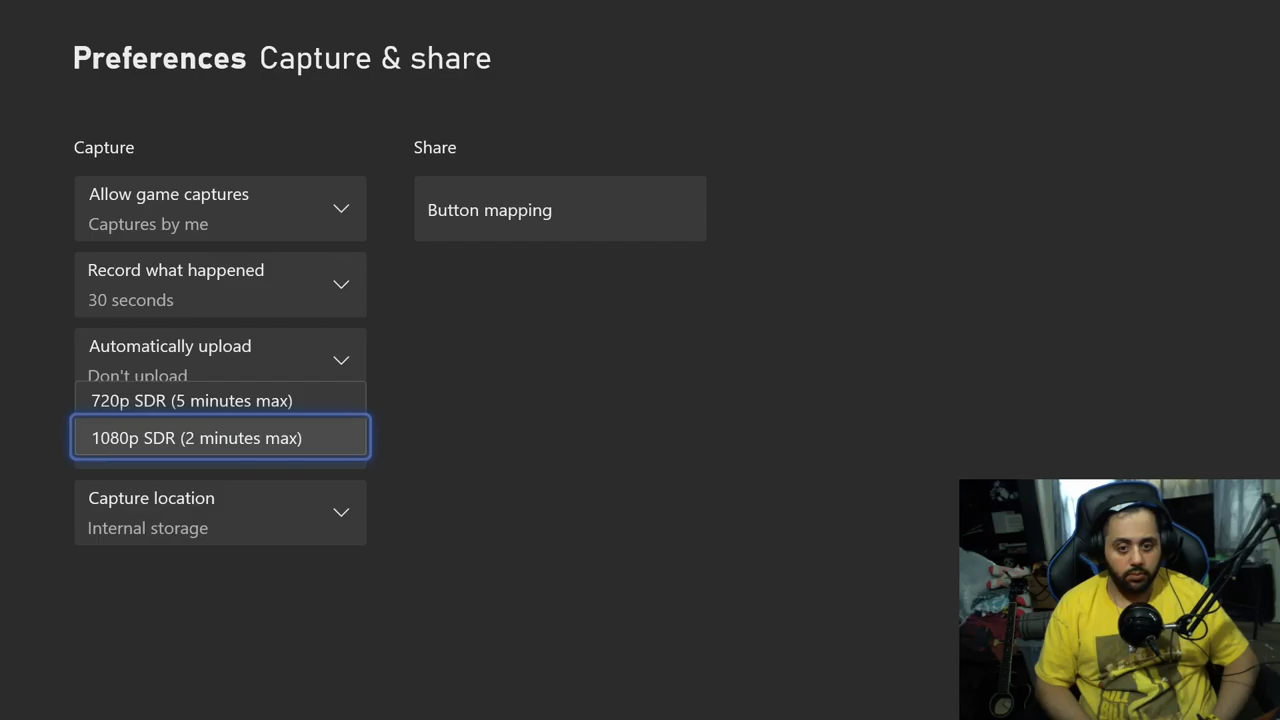 Preferences Capture & share
Capture
Allow game captures
Captures by me
Record what happened
30 seconds
Automatically upload
Don't upload
720p SDR (5 minutes max)
1080p SDR (2 minutes max)
Capture location
Internal storage
Share
Button mapping